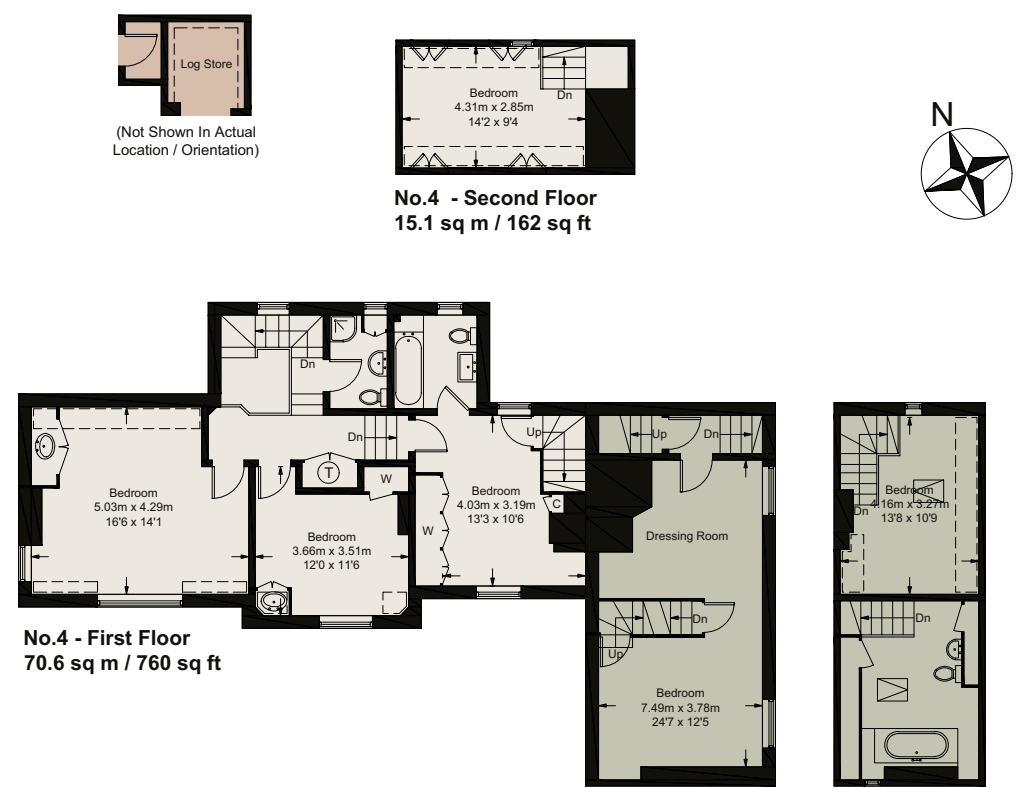 Log Store
(Not Shown In Actual
Location / Orientation)
Bedroom
4.31m x 2.85m
14'2 x 9'4
Dn
No.4 - Second Floor
15.1 sq m / 162 sq ft
N
Dn
Dn
Up
Up
Dn
T
W
W
C
Bedroom
5.03m x 4.29m
16'6 x 14'1
Bedroom
3.66m x 3.51m
12'0 x 11'6
Bedroom
4.03m x 3.19m
13'3 x 10'6
Dressing Room
Dn
Up
Bedroom
7.49m x 3.78m
24'7 x 12'5
Bedroom
4.16m x 3.27m
13'8 x 10'9
Dn
Dn
No.4 - First Floor
70.6 sq m / 760 sq ft